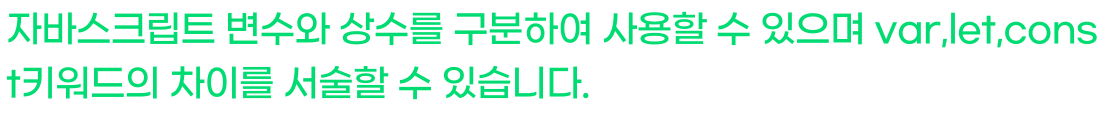 자바스크립트 변수와 상수를 구분하여 사용할 수 있으며 var,let,cons
t키워드의 차이를 서술할 수 있습니다.